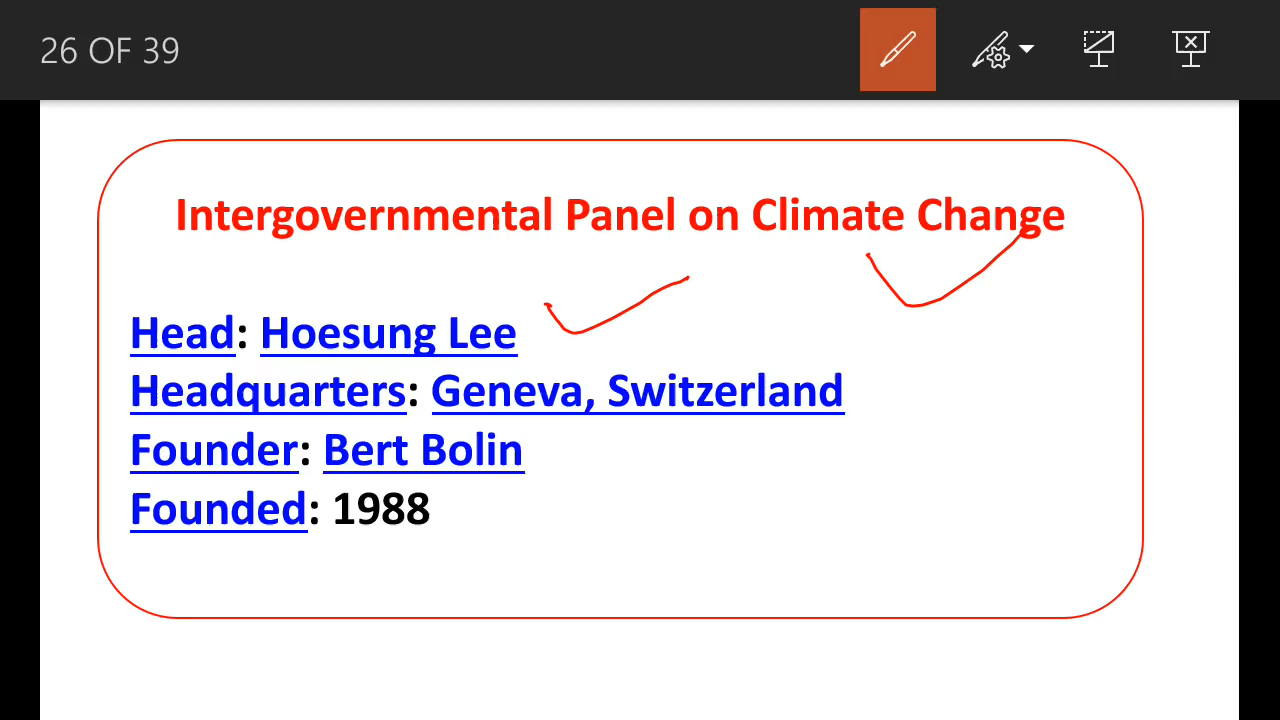 26 OF 39
Intergovernmental Panel on Climate Change
Head: Hoesung Lee
Headquarters: Geneva, Switzerland
Founder: Bert Bolin
Founded: 1988